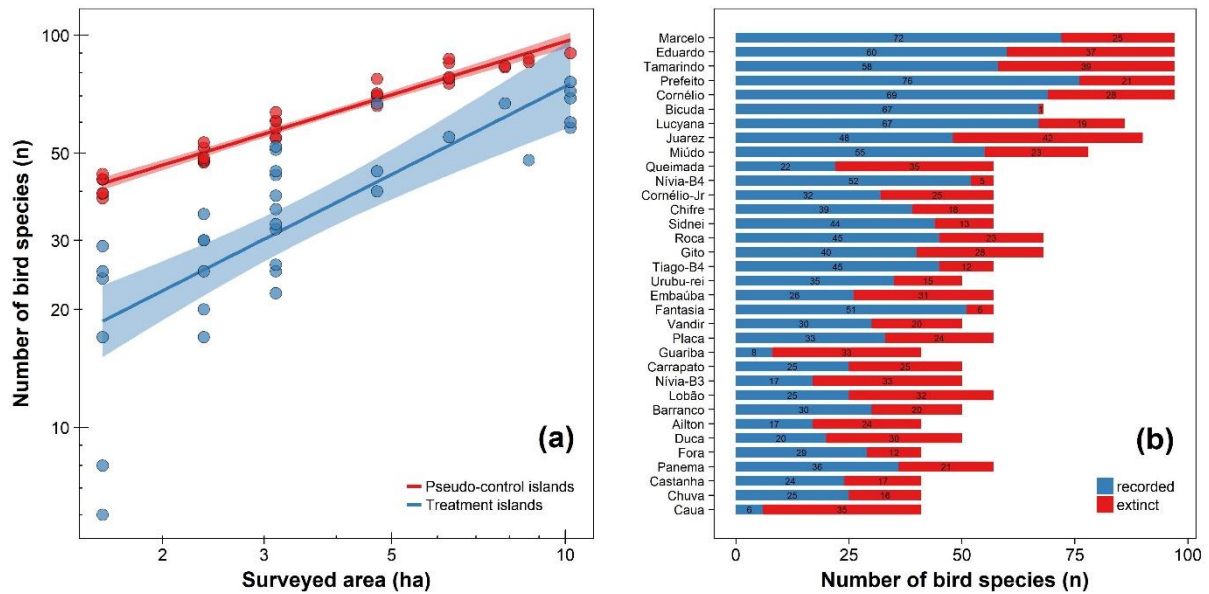 Number of bird species (n)
100
50
30
20
10
2
3
5
10
Surveyed area (ha)
(a)
Pseudo-control islands
Treatment islands
(b)
Marcelo 72 25
Eduardo 60 37
Tamarindo 58 39
Prefeito 76 21
Cornélio 69 28
Bicuda 67 1
Lucyana 67 19
Juarez 48 42
Miúdo 55 23
Queimada 22 35
Nívia-B4 52 5
Cornélio-Jr 32 25
Chifre 39 18
Sidnei 44 13
Roca 45 23
Gito 40 28
Tiago-B4 45 12
Urubu-rei 35 15
Embaúba 26 31
Fantasia 51 6
Vandir 30 20
Placa 33 24
Guariba 8 33
Carrapato 25 25
Nívia-B3 17 33
Lobão 25 32
Barranco 30 20
Ailton 17 24
Duca 20 30
Fora 29 12
Panema 36 21
Castanha 24 17
Chuva 25 16
Caua 6 35
recorded
extinct
0 25 50 75 100
Number of bird species (n)